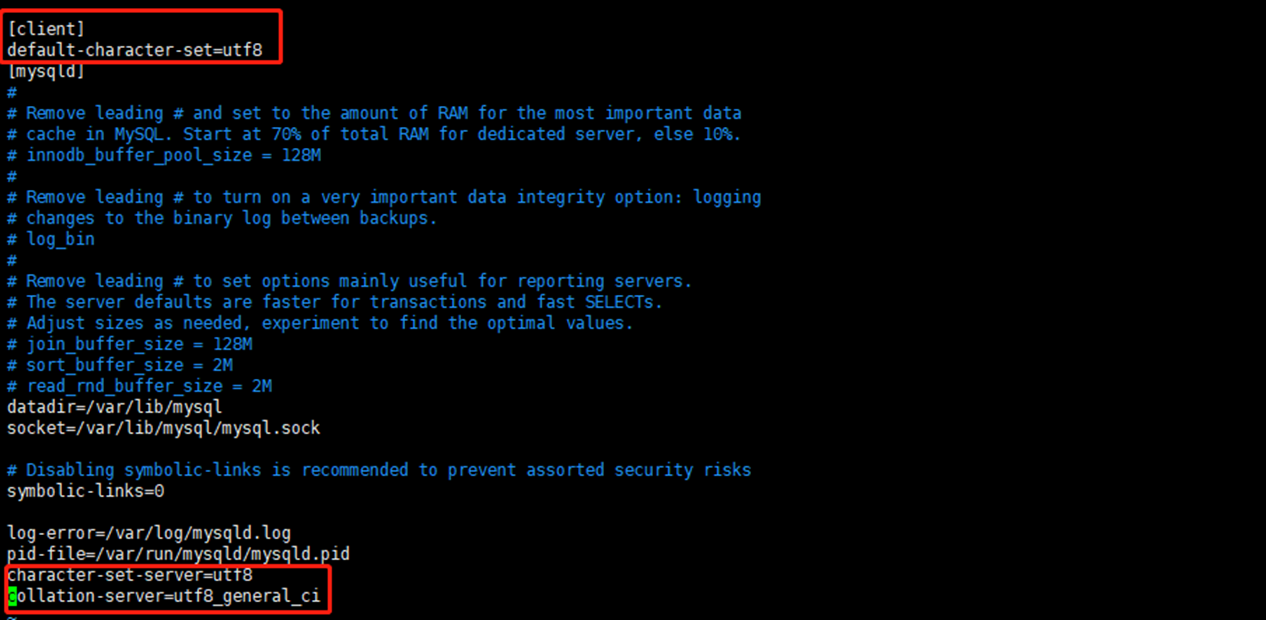 [client]
default-character-set=utf8
[mysqld]
#
# Remove leading # and set to the amount of RAM for the most important data
# cache in MySQL. Start at 70% of total RAM for dedicated server, else 10%.
# innodb_buffer_pool_size = 128M
#
# Remove leading # to turn on a very important data integrity option: logging
# changes to the binary log between backups.
# log_bin
#
# Remove leading # to set options mainly useful for reporting servers.
# The server defaults are faster for transactions and fast SELECTs.
# Adjust sizes as needed, experiment to find the optimal values.
# join_buffer_size = 128M
# sort_buffer_size = 2M
# read_rnd_buffer_size = 2M
datadir=/var/lib/mysql
socket=/var/lib/mysql/mysql.sock
# Disabling symbolic-links is recommended to prevent assorted security risks
symbolic-links=0
log-error=/var/log/mysqld.log
pid-file=/var/run/mysqld/mysqld.pid
character-set-server=utf8
collation-server=utf8_general_ci
~